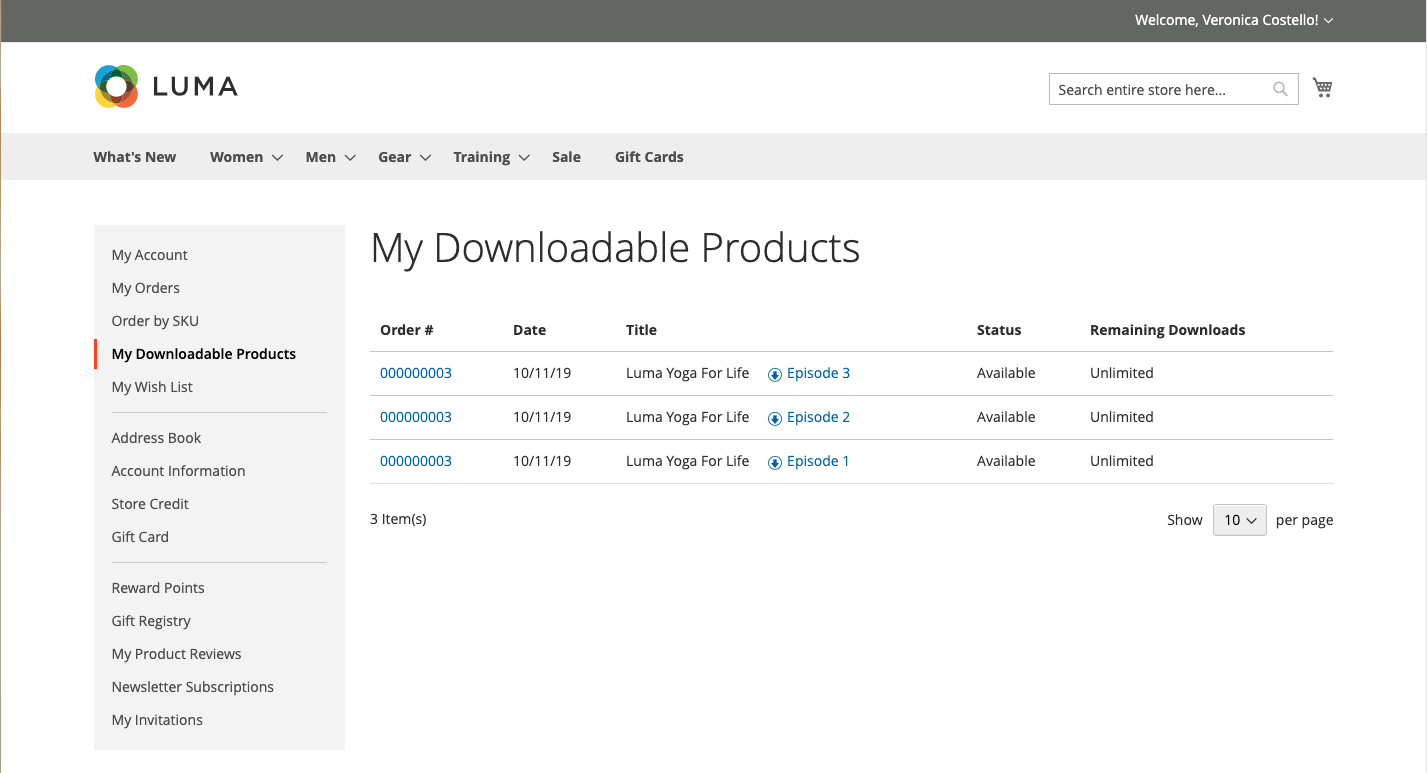 Welcome, Veronica Costello!
LUMA
Search entire store here...
What's New Women Men Gear Training Sale Gift Cards
My Account
My Orders
Order by SKU
My Downloadable Products
My Wish List
Address Book
Account Information
Store Credit
Gift Card
Reward Points
Gift Registry
My Product Reviews
Newsletter Subscriptions
My Invitations
My Downloadable Products
Order # Date Title Status Remaining Downloads
000000003 10/11/19 Luma Yoga For Life Episode 3 Available Unlimited
000000003 10/11/19 Luma Yoga For Life Episode 2 Available Unlimited
000000003 10/11/19 Luma Yoga For Life Episode 1 Available Unlimited
3 Item(s) Show 10 per page